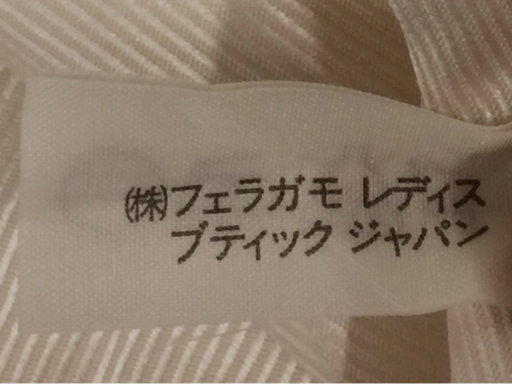 ㈱フェラガモ レディス
ブティック ジャパン